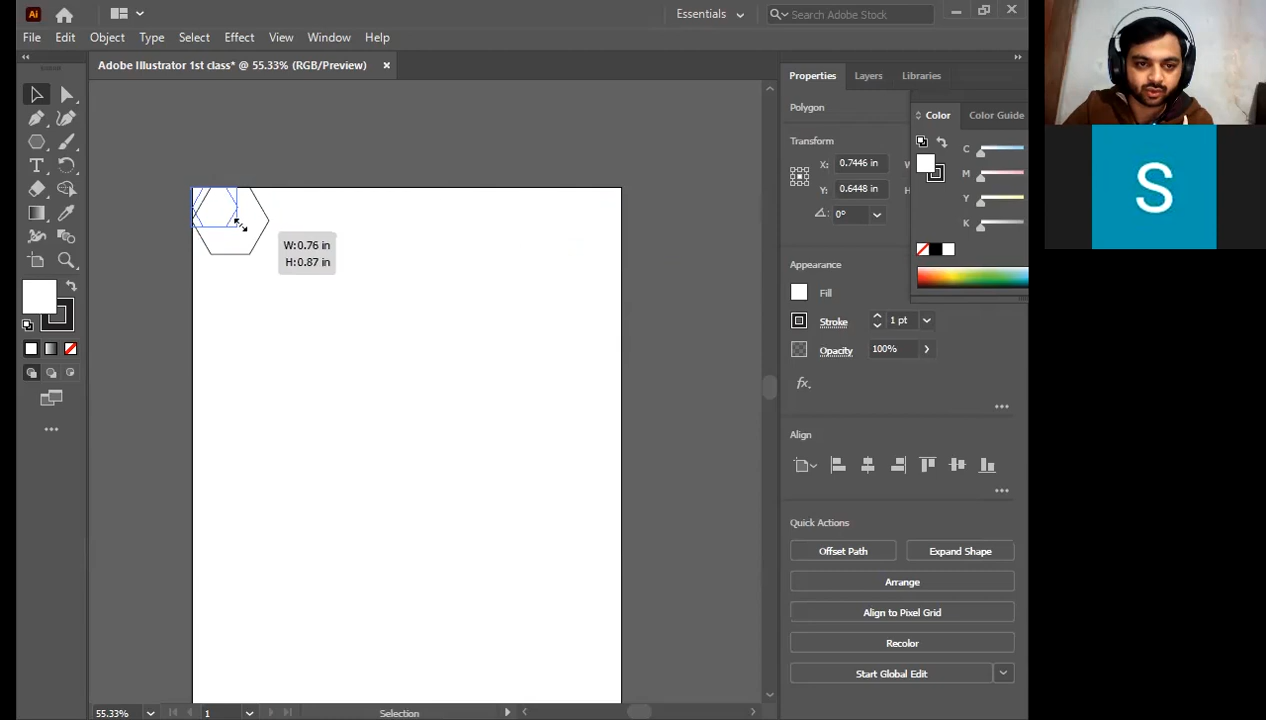 Ai
Essentials
Search Adobe Stock
File Edit Object Type Select Effect View Window Help
Adobe Illustrator 1st class* @ 55.33% (RGB/Preview)
Properties Layers Libraries
Polygon
Color Color Guide
Transform
X: 0.7446 in W
Y: 0.6448 in H
0°
C
M
Y
K
W:0.76 in
H:0.87 in
Appearance
Fill
Stroke 1 pt
Opacity 100%
fx.
Align
Quick Actions
Offset Path Expand Shape
Arrange
Align to Pixel Grid
Recolor
Start Global Edit
55.33% 1 Selection
S